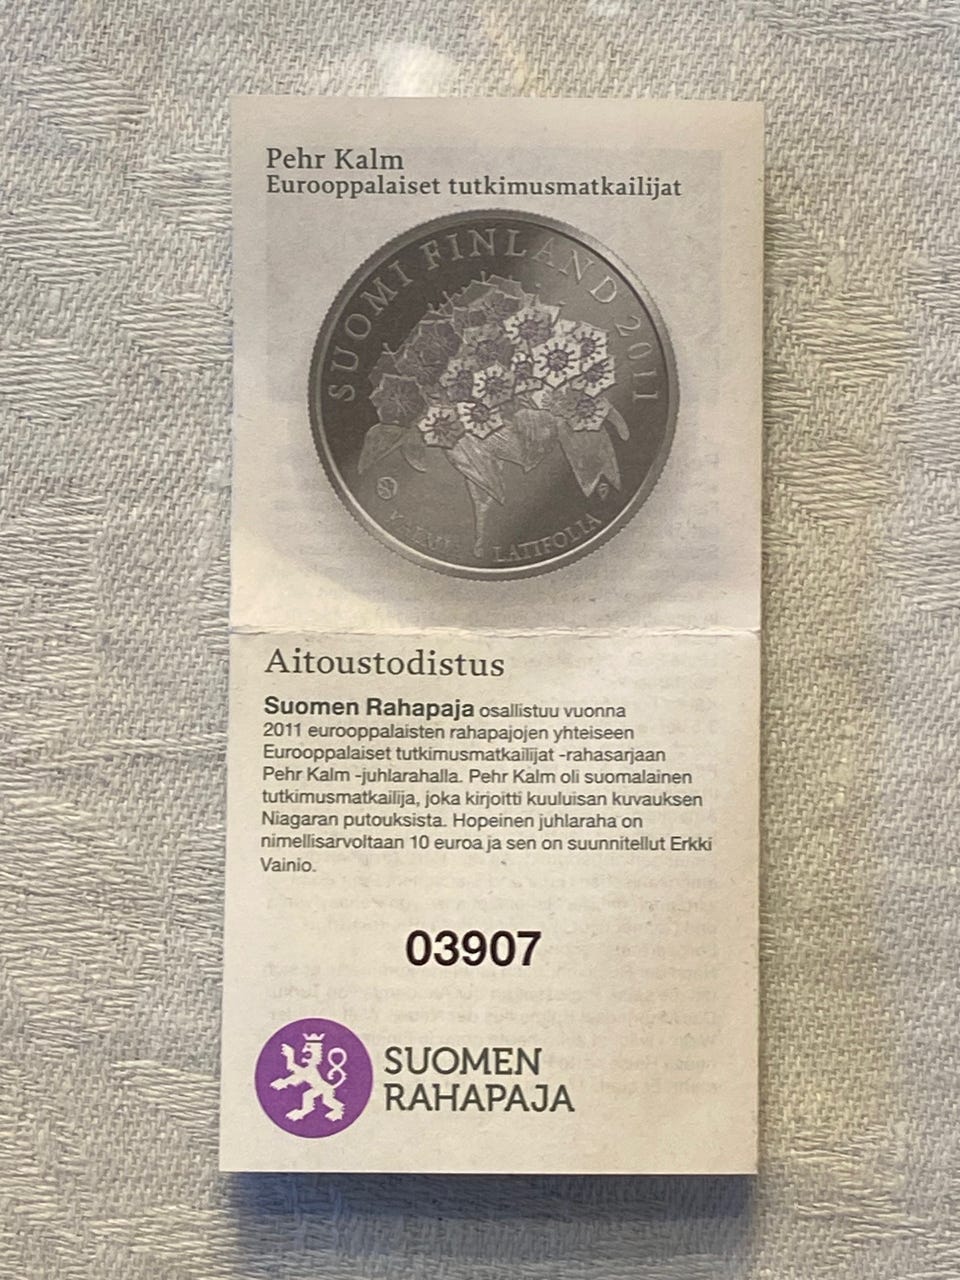 Pehr Kalm
Eurooppalaiset tutkimusmatkailijat
SUOMI FINLAND 2011
LATIFOLIA
Aitoustodistus
Suomen Rahapaja osallistuu vuonna
2011 eurooppalaisten rahapajojen yhteiseen
Eurooppalaiset tutkimusmatkailijat -rahasarjaan
Pehr Kalm -juhlarahalla. Pehr Kalm oli suomalainen
tutkimusmatkailija, joka kirjoitti kuuluisan kuvauksen
Niagaran putouksista. Hopeinen juhlaraha on
nimellisarvoltaan 10 euroa ja sen on suunnitellut Erkki
Vainio.
03907
SUOMEN
RAHAPAJA